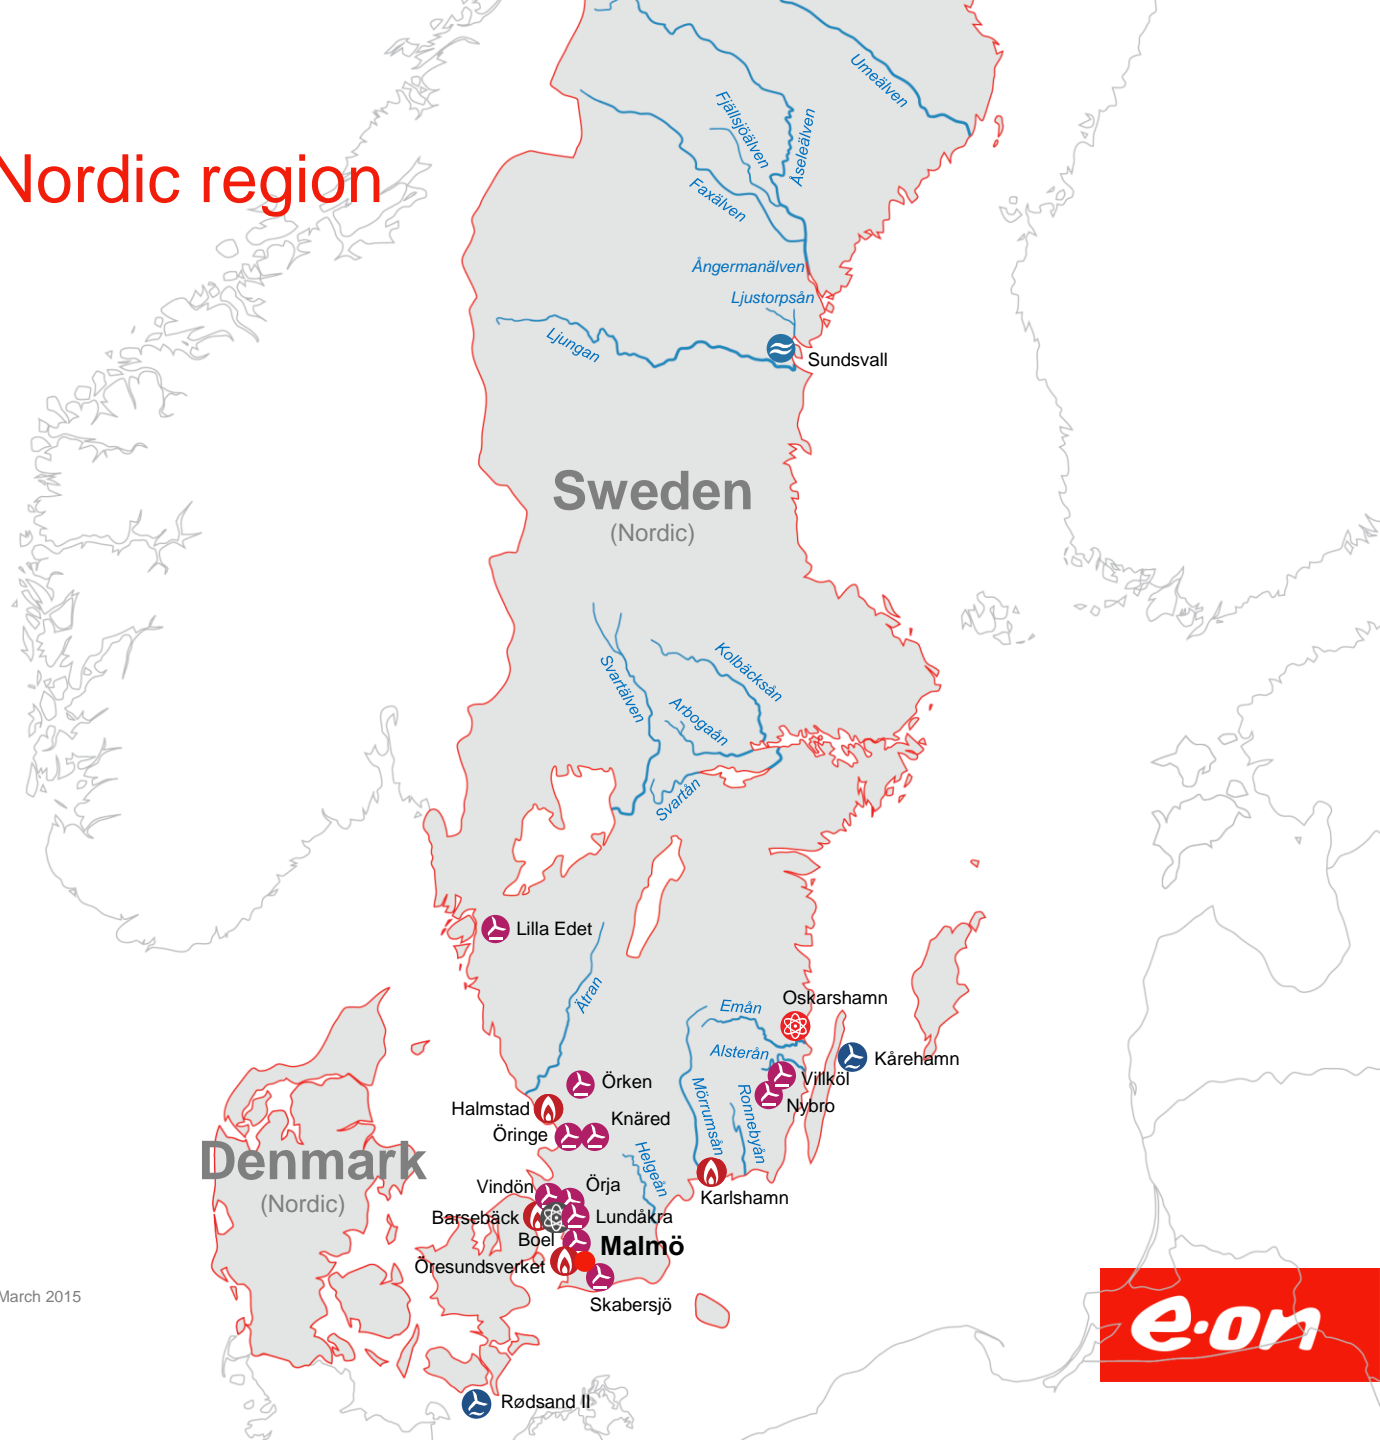 Umeälven
Fjällsjöälven
Åseleälven
Nordic region
Faxälven
Ångermanälven
Ljustorpsån
Ljungan
Sundsvall
Sweden
(Nordic)
Svartälven
Kolbäcksån
Arbogaån
Svartån
Lilla Edet
Ätran
Oskarshamn
Emån
Alsterån
Kårehamn
Villköl
Örken
Nybro
Halmstad
Knäred
Öringe
Mörrumsån
Ronnebyån
Helgeån
Denmark
(Nordic)
Vindön
Örja
Karlshamn
Barsebäck
Lundåkra
Boel
Malmö
Öresundsverket
Skabersjö
March 2015
e·on
Rødsand II